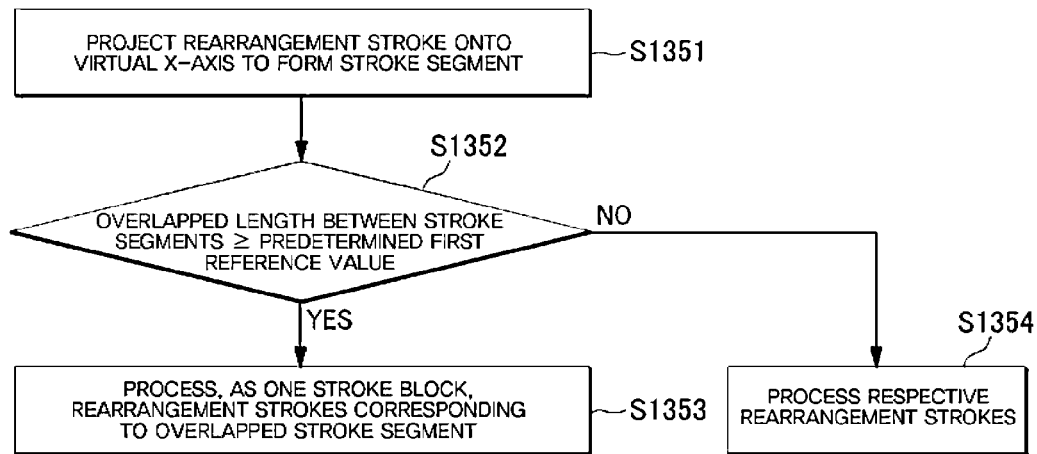 PROJECT REARRANGEMENT STROKE ONTO
VIRTUAL X-AXIS TO FORM STROKE SEGMENT
S1351
S1352
OVERLAPPED LENGTH BETWEEN STROKE
SEGMENTS ≥ PREDETERMINED FIRST
REFERENCE VALUE
NO
YES
S1354
PROCESS, AS ONE STROKE BLOCK,
REARRANGEMENT STROKES CORRESPONDING
TO OVERLAPPED STROKE SEGMENT
S1353
PROCESS RESPECTIVE
REARRANGEMENT STROKES